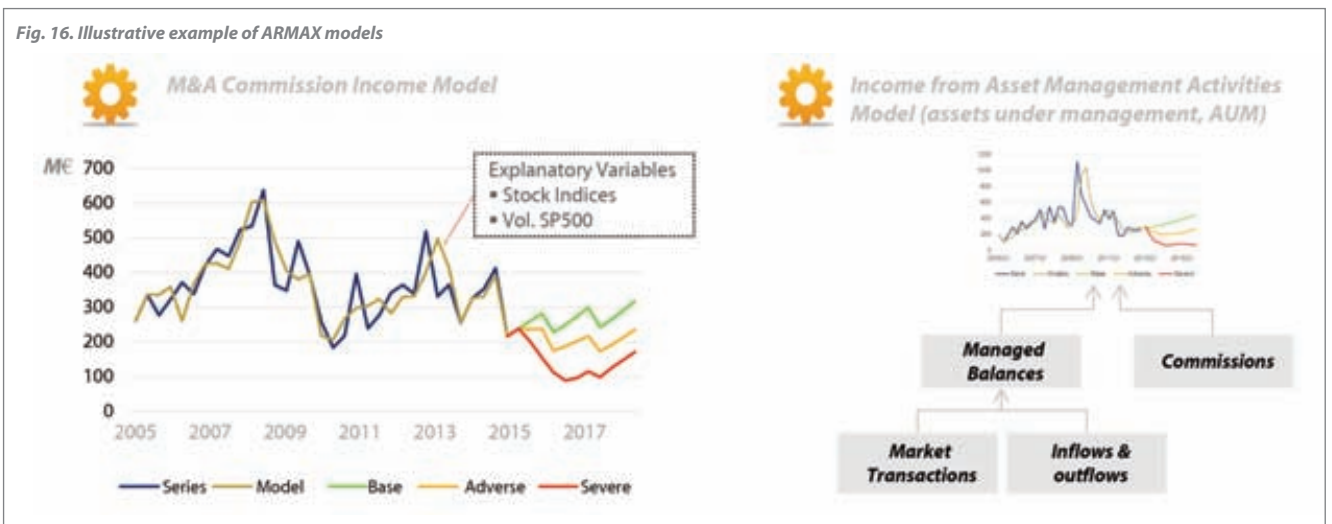 Fig. 16. Illustrative example of ARMAX models
M&A Commission Income Model
M€
700
600
500
400
300
200
100
0
2005 2007 2009 2011 2013 2015 2017
Explanatory Variables
▪ Stock Indices
▪ Vol. SP500
Series Model Base Adverse Severe
Income from Asset Management Activities
Model (assets under management, AUM)
Managed
Balances
Commissions
Market
Transactions
Inflows &
outflows